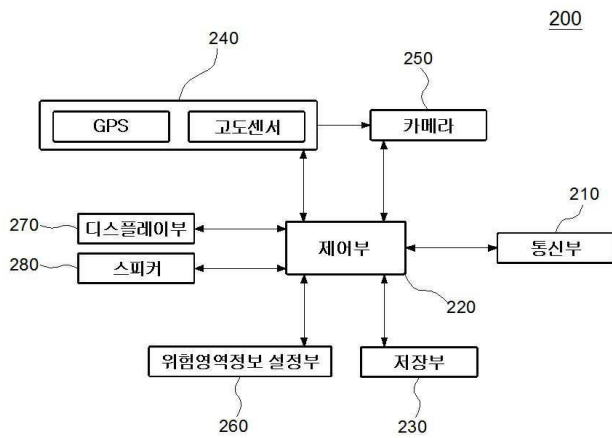 200
240
250
GPS
고도센서
카메라
210
270
디스플레이부
제어부
통신부
280
스피커
220
위험영역정보 설정부
저장부
260
230